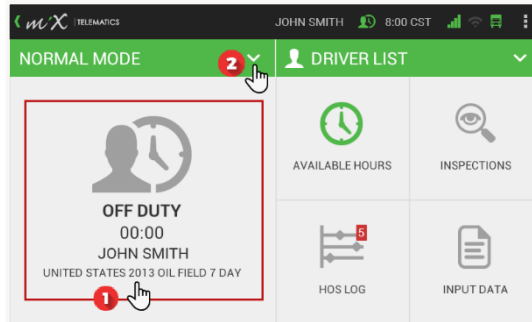 miX TELEMATICS
JOHN SMITH 8:00 CST
NORMAL MODE 2
DRIVER LIST
OFF DUTY
00:00
JOHN SMITH
UNITED STATES 2013 OIL FIELD 7 DAY
1
AVAILABLE HOURS
INSPECTIONS
5
HOS LOG
INPUT DATA